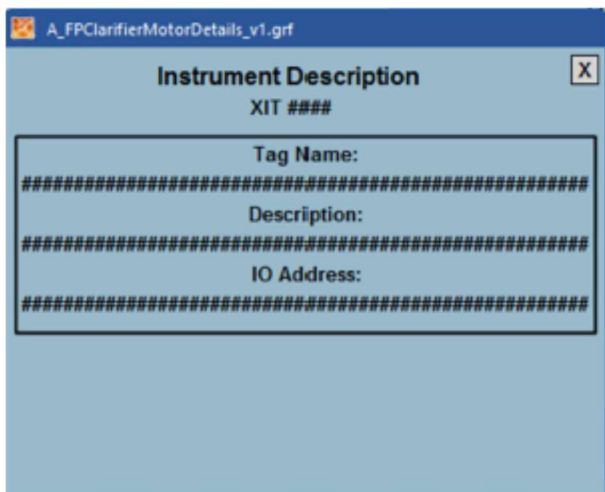 A_FPClarifierMotorDetails_v1.grf
Instrument Description
X
XIT ####
Tag Name:
######################################################
Description:
######################################################
IO Address:
######################################################